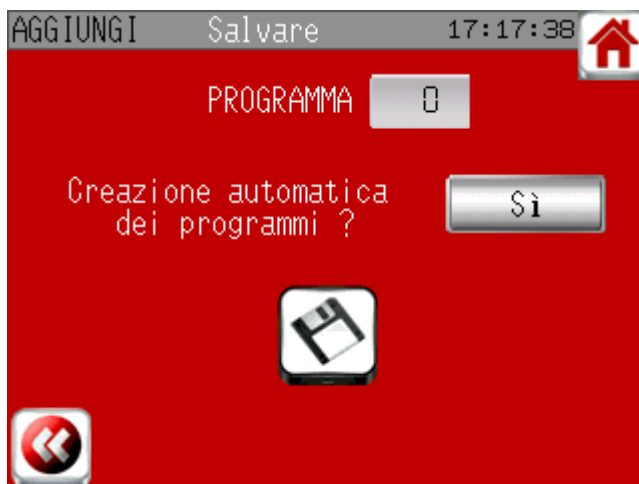 AGGIUNGI Salvare 17:17:38
PROGRAMMA 0
Creazione automatica
dei programmi ?
Sì